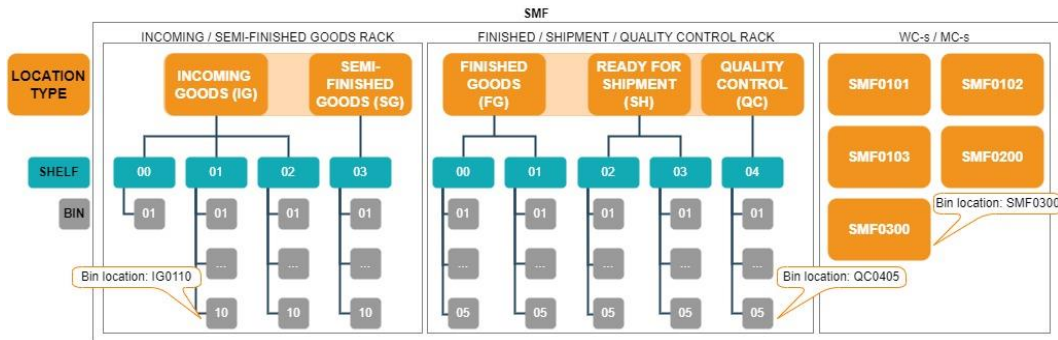 SMF
INCOMING / SEMI-FINISHED GOODS RACK
FINISHED / SHIPMENT / QUALITY CONTROL RACK
WC-s / MC-s
LOCATION
TYPE
INCOMING
GOODS (IG)
SEMI-
FINISHED
GOODS (SG)
FINISHED
GOODS
(FG)
READY FOR
SHIPMENT
(SH)
QUALITY
CONTROL
(QC)
SMF0101
SMF0102
SMF0103
SMF0200
SMF0300
Bin location: SMF0300
SHELF
00
01
02
03
00
01
02
03
04
BIN
01
01
01
01
01
01
01
01
01
...
...
...
...
...
...
...
...
Bin location: IG0110
Bin location: QC0405
10
10
10
05
05
05
05
05